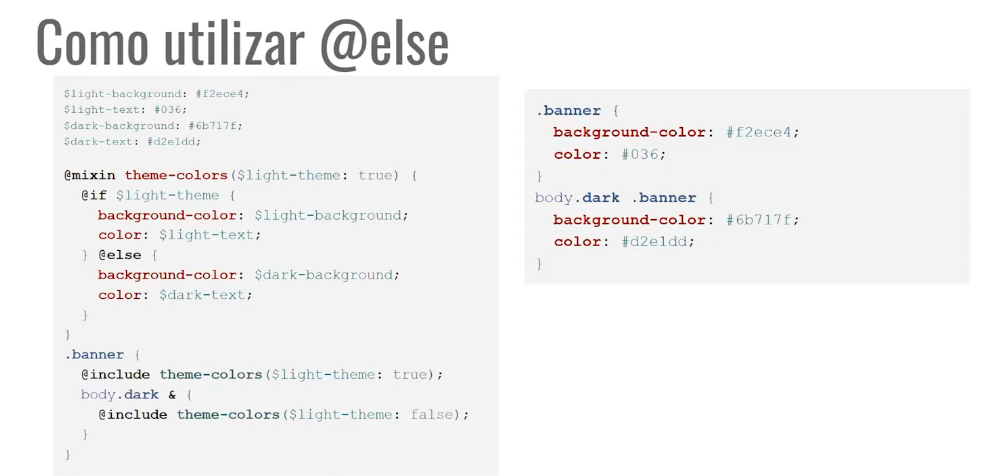 Como utilizar @else
$light-background: #f2ece4;
$light-text: #036;
$dark-background: #6b717f;
$dark-text: #d2e1dd;
@mixin theme-colors($light-theme: true) {
@if $light-theme {
background-color: $light-background;
color: $light-text;
} @else {
background-color: $dark-background;
color: $dark-text;
}
}
.banner {
@include theme-colors($light-theme: true);
body.dark & {
@include theme-colors($light-theme: false);
}
}
.banner {
background-color: #f2ece4;
color: #036;
}
body.dark .banner {
background-color: #6b717f;
color: #d2e1dd;
}